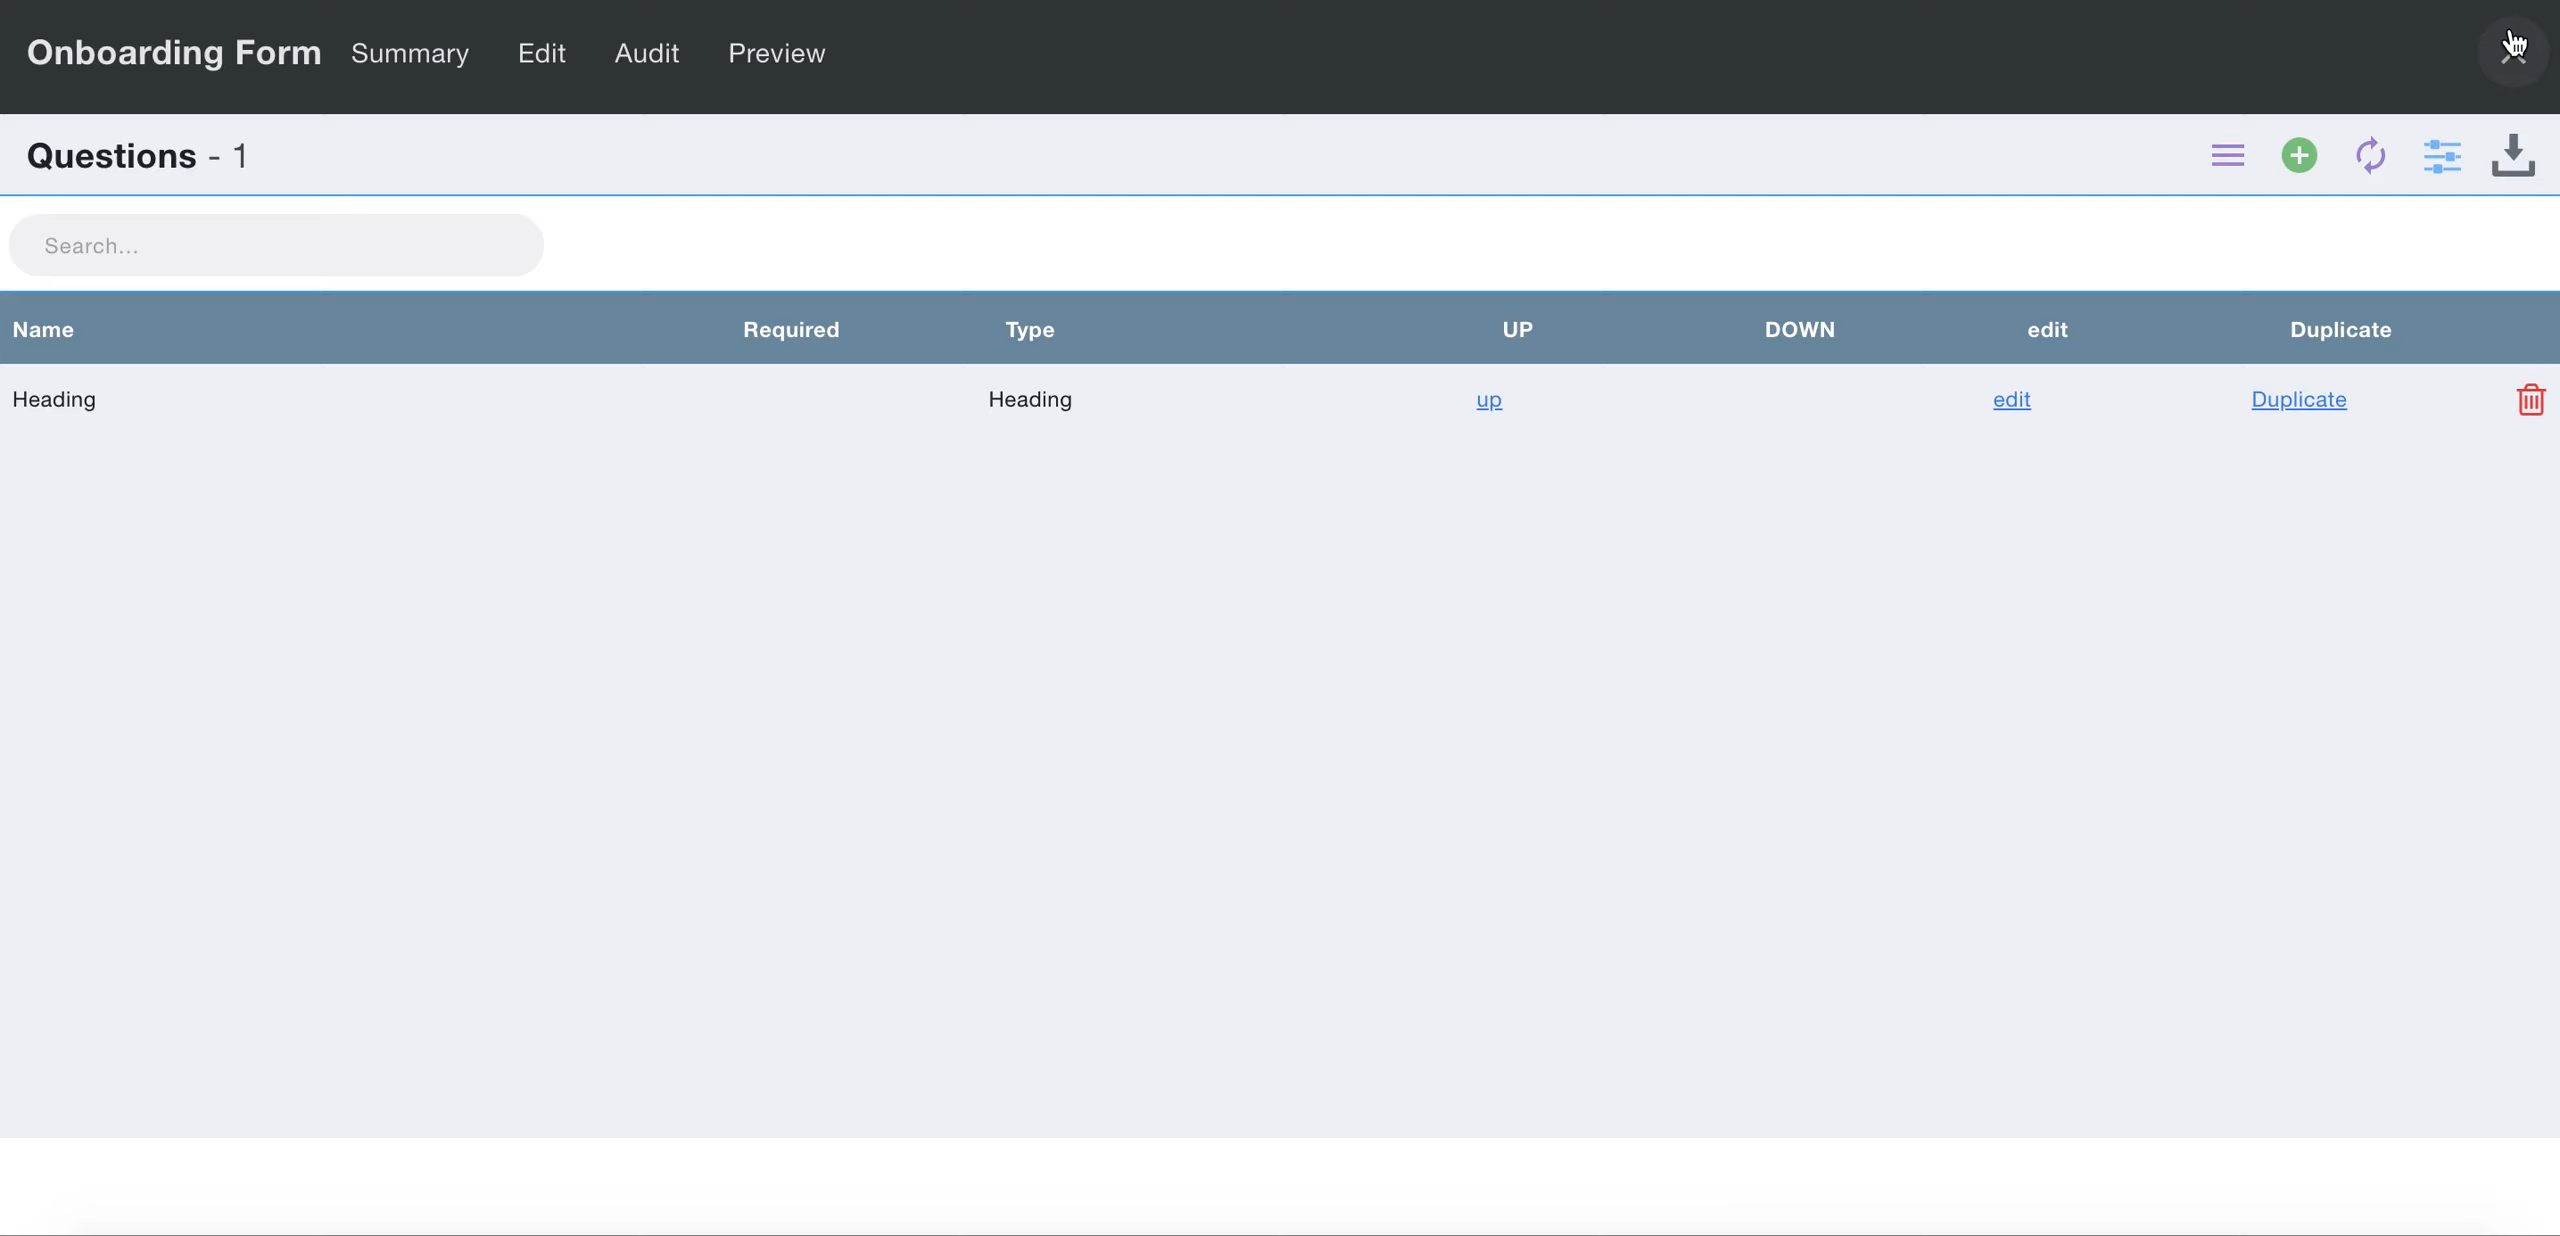 Onboarding Form Summary Edit Audit Preview
Questions - 1
Search...
Name Required Type UP DOWN edit Duplicate
Heading Heading up edit Duplicate